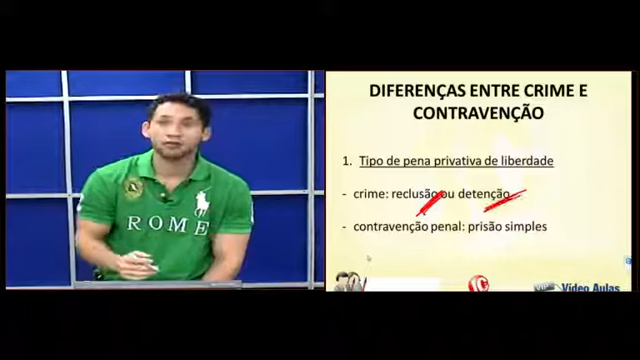 DIFERENÇAS ENTRE CRIME E
CONTRAVENÇÃO
1. Tipo de pena privativa de liberdade
- crime: reclusão ou detenção
- contravenção penal: prisão simples
ROME
Vídeo Aulas